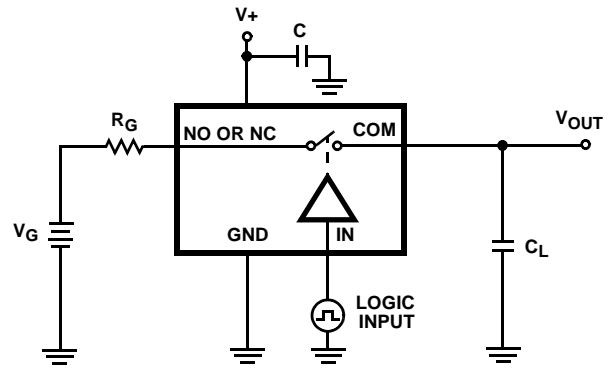 V+
C
RG
NO OR NC
COM
VOUT
VG
GND
IN
CL
LOGIC
INPUT